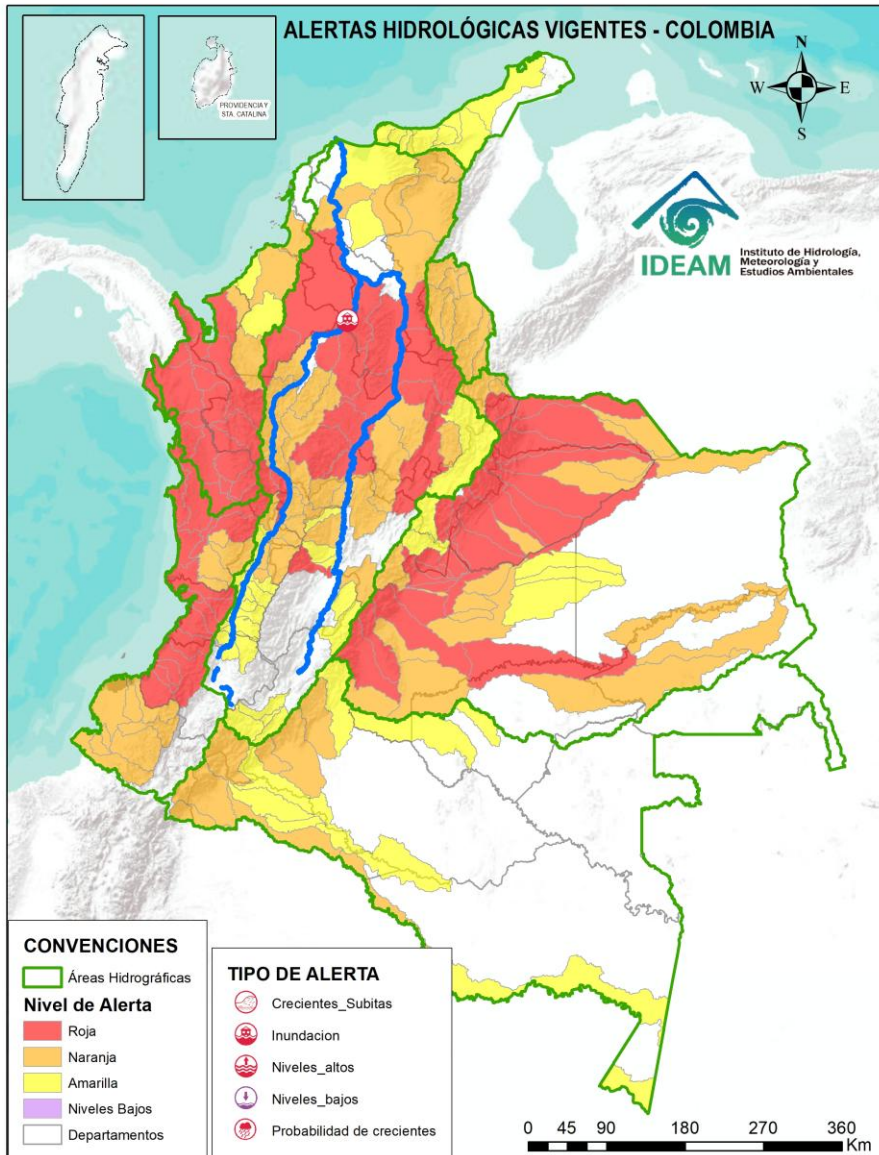 ALERTAS HIDROLÓGICAS VIGENTES - COLOMBIA
PROVIDENCIA Y
STA. CATALINA
N
W
E
S
IDEAM
Instituto de Hidrología,
Meteorología y
Estudios Ambientales
CONVENCIONES
Áreas Hidrográficas
Nivel de Alerta
Roja
Naranja
Amarilla
Niveles Bajos
Departamentos
TIPO DE ALERTA
Crecientes_Subitas
Inundacion
Niveles_altos
Niveles_bajos
Probabilidad de crecientes
0 45 90 180 270 360
Km